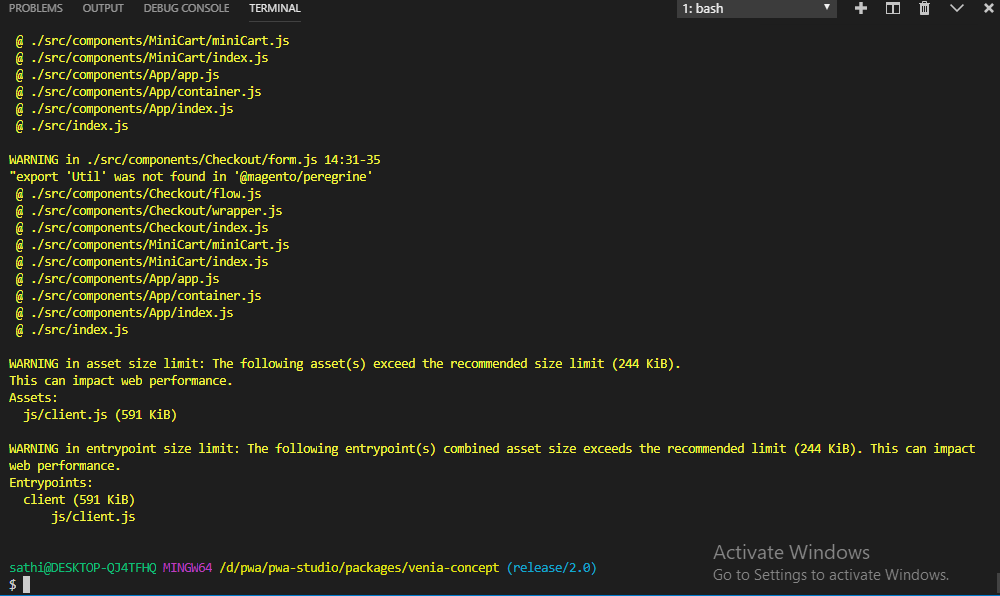 PROBLEMS OUTPUT DEBUG CONSOLE TERMINAL 1: bash
@ ./src/components/MiniCart/miniCart.js
@ ./src/components/MiniCart/index.js
@ ./src/components/App/app.js
@ ./src/components/App/container.js
@ ./src/components/App/index.js
@ ./src/index.js
WARNING in ./src/components/Checkout/form.js 14:31-35
"export 'Util' was not found in '@magento/peregrine'
@ ./src/components/Checkout/flow.js
@ ./src/components/Checkout/wrapper.js
@ ./src/components/Checkout/index.js
@ ./src/components/MiniCart/miniCart.js
@ ./src/components/MiniCart/index.js
@ ./src/components/App/app.js
@ ./src/components/App/container.js
@ ./src/components/App/index.js
@ ./src/index.js
WARNING in asset size limit: The following asset(s) exceed the recommended size limit (244 KiB).
This can impact web performance.
Assets:
js/client.js (591 KiB)
WARNING in entrypoint size limit: The following entrypoint(s) combined asset size exceeds the recommended limit (244 KiB). This can impact
web performance.
Entrypoints:
client (591 KiB)
js/client.js
sathi@DESKTOP-QJ4TFHQ MINGW64 /d/pwa/pwa-studio/packages/venia-concept (release/2.0)
$
Activate Windows
Go to Settings to activate Windows.